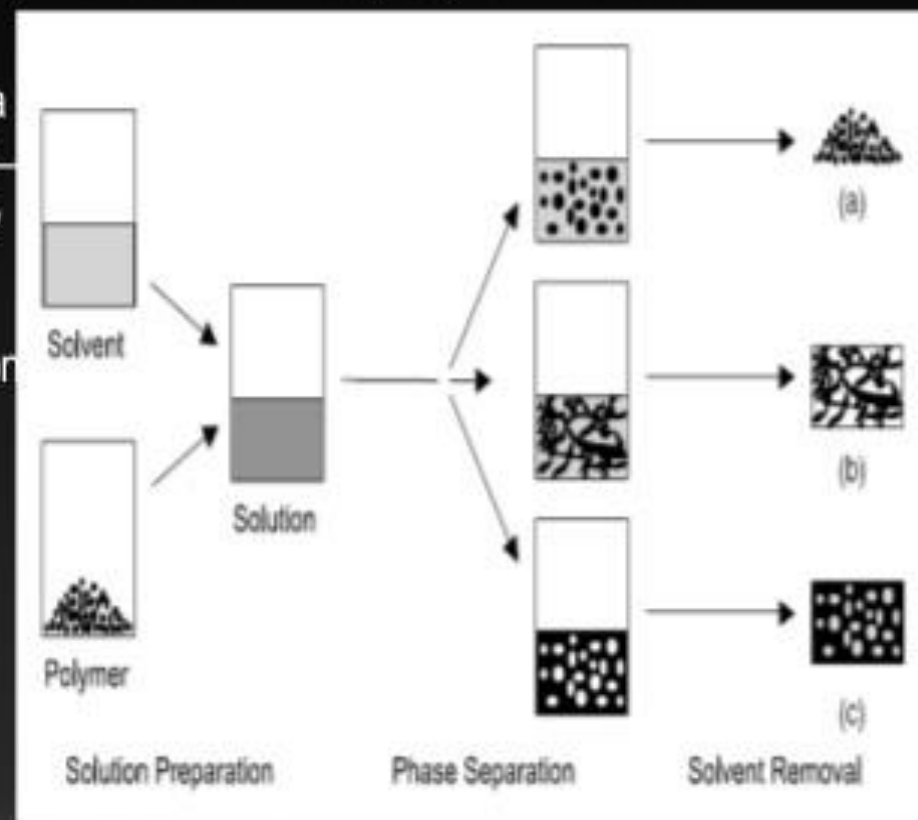 Solvent
Polymer
Solution
(a)
(b)
(c)
Solution Preparation
Phase Separation
Solvent Removal